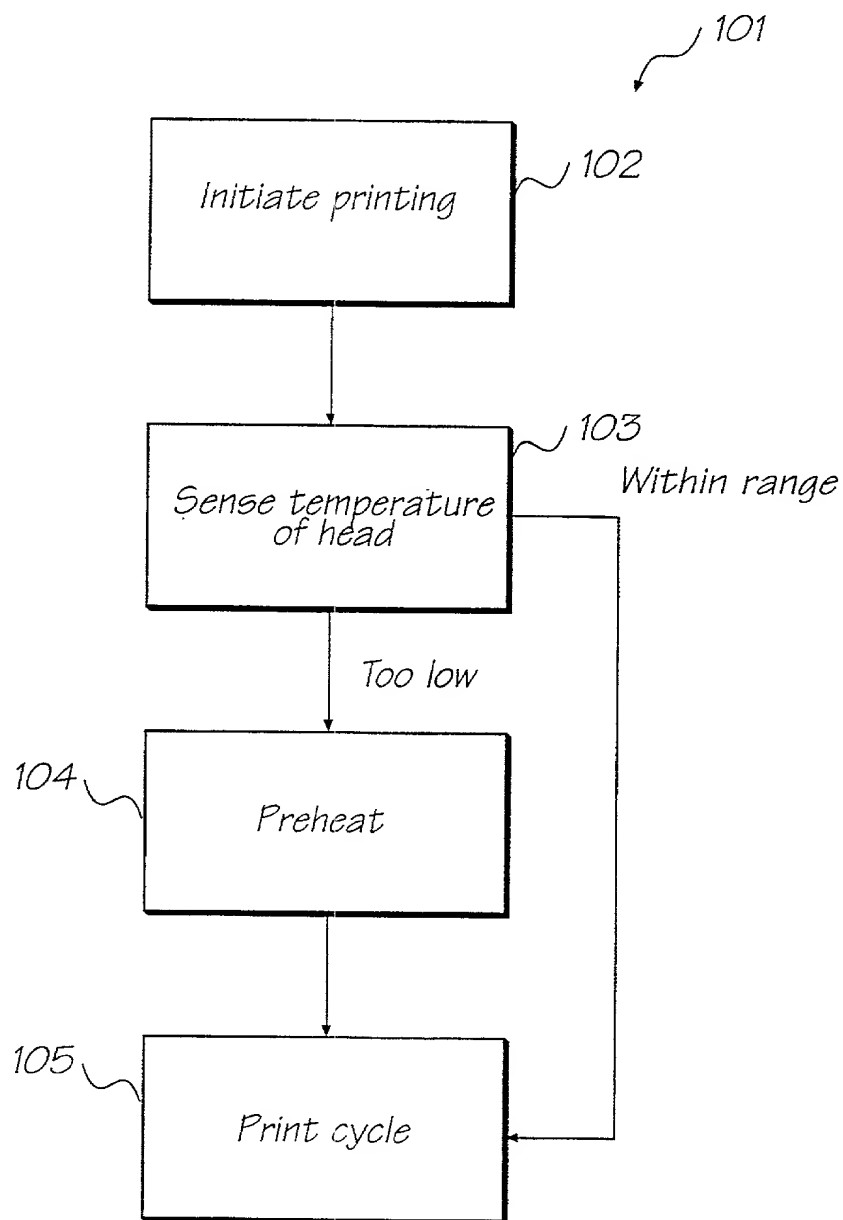 101
Initiate printing
102
103
Within range
Sense temperature
of head
Too low
104
Preheat
105
Print cycle